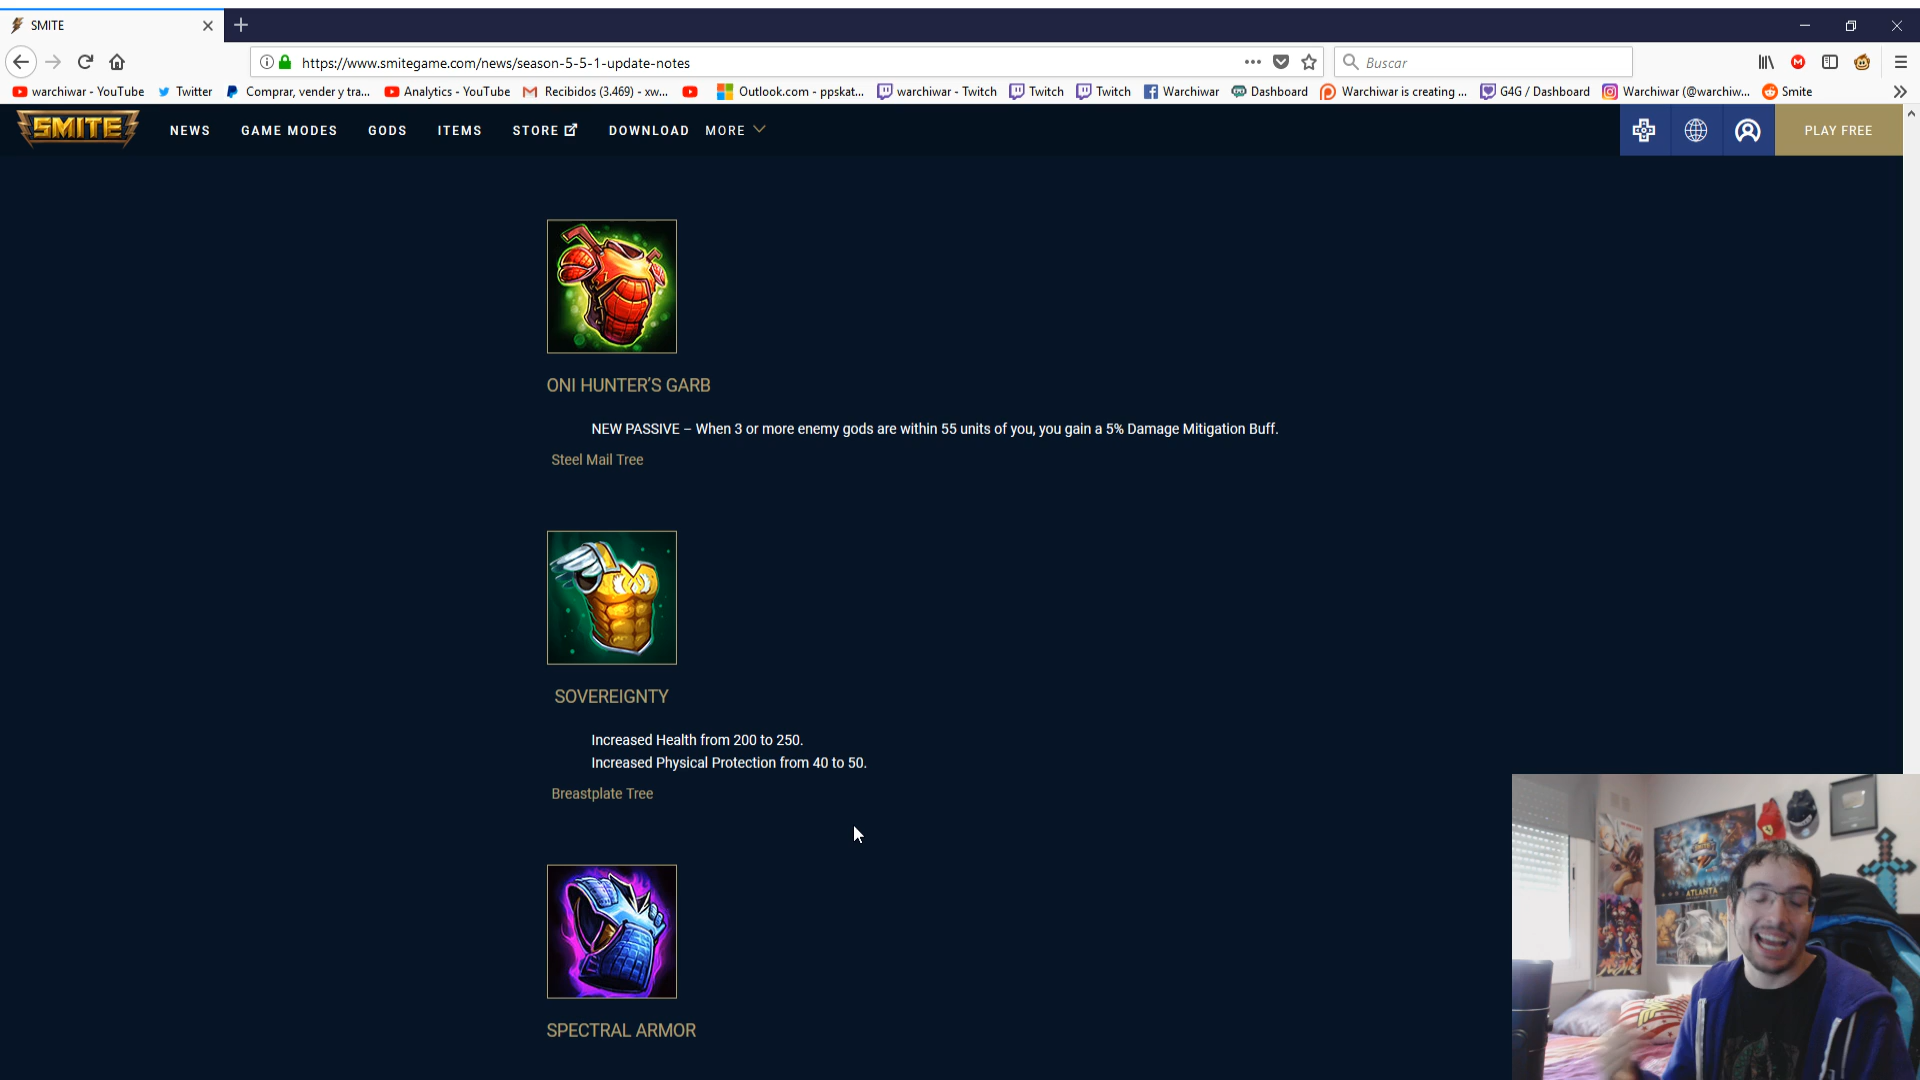 SMITE
https://www.smitegame.com/news/season-5-5-1-update-notes
Buscar
warchiwar - YouTube
Twitter
Comprar, vender y tra...
Analytics - YouTube
Recibidos (3.469) - xw...
Outlook.com - ppskat...
warchiwar - Twitch
Twitch
Twitch
Warchiwar
Dashboard
Warchiwar is creating ...
G4G / Dashboard
Warchiwar (@warchiw...
Smite
SMITE
NEWS
GAME MODES
GODS
ITEMS
STORE
DOWNLOAD
MORE
PLAY FREE
ONI HUNTER'S GARB
NEW PASSIVE – When 3 or more enemy gods are within 55 units of you, you gain a 5% Damage Mitigation Buff.
Steel Mail Tree
SOVEREIGNTY
Increased Health from 200 to 250.
Increased Physical Protection from 40 to 50.
Breastplate Tree
SPECTRAL ARMOR
ATLANTA